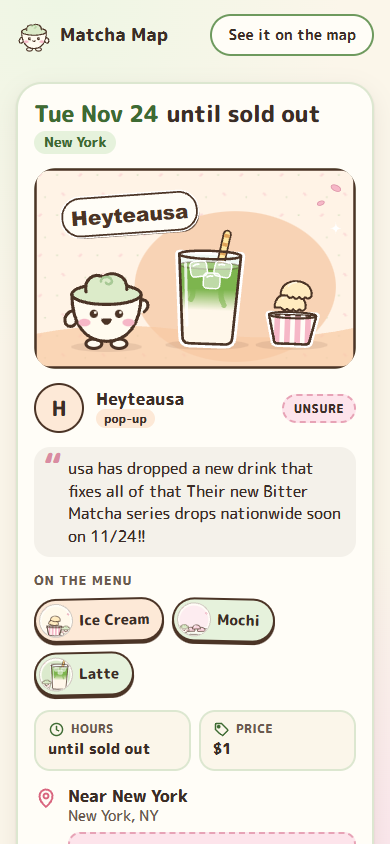 Matcha Map
See it on the map
Tue Nov 24 until sold out
New York
Heyteausa
H
Heyteausa
pop-up
UNSURE
“
usa has dropped a new drink that
fixes all of that Their new Bitter
Matcha series drops nationwide soon
on 11/24!!
ON THE MENU
Ice Cream
Mochi
Latte
HOURS
until sold out
PRICE
$1
Near New York
New York, NY